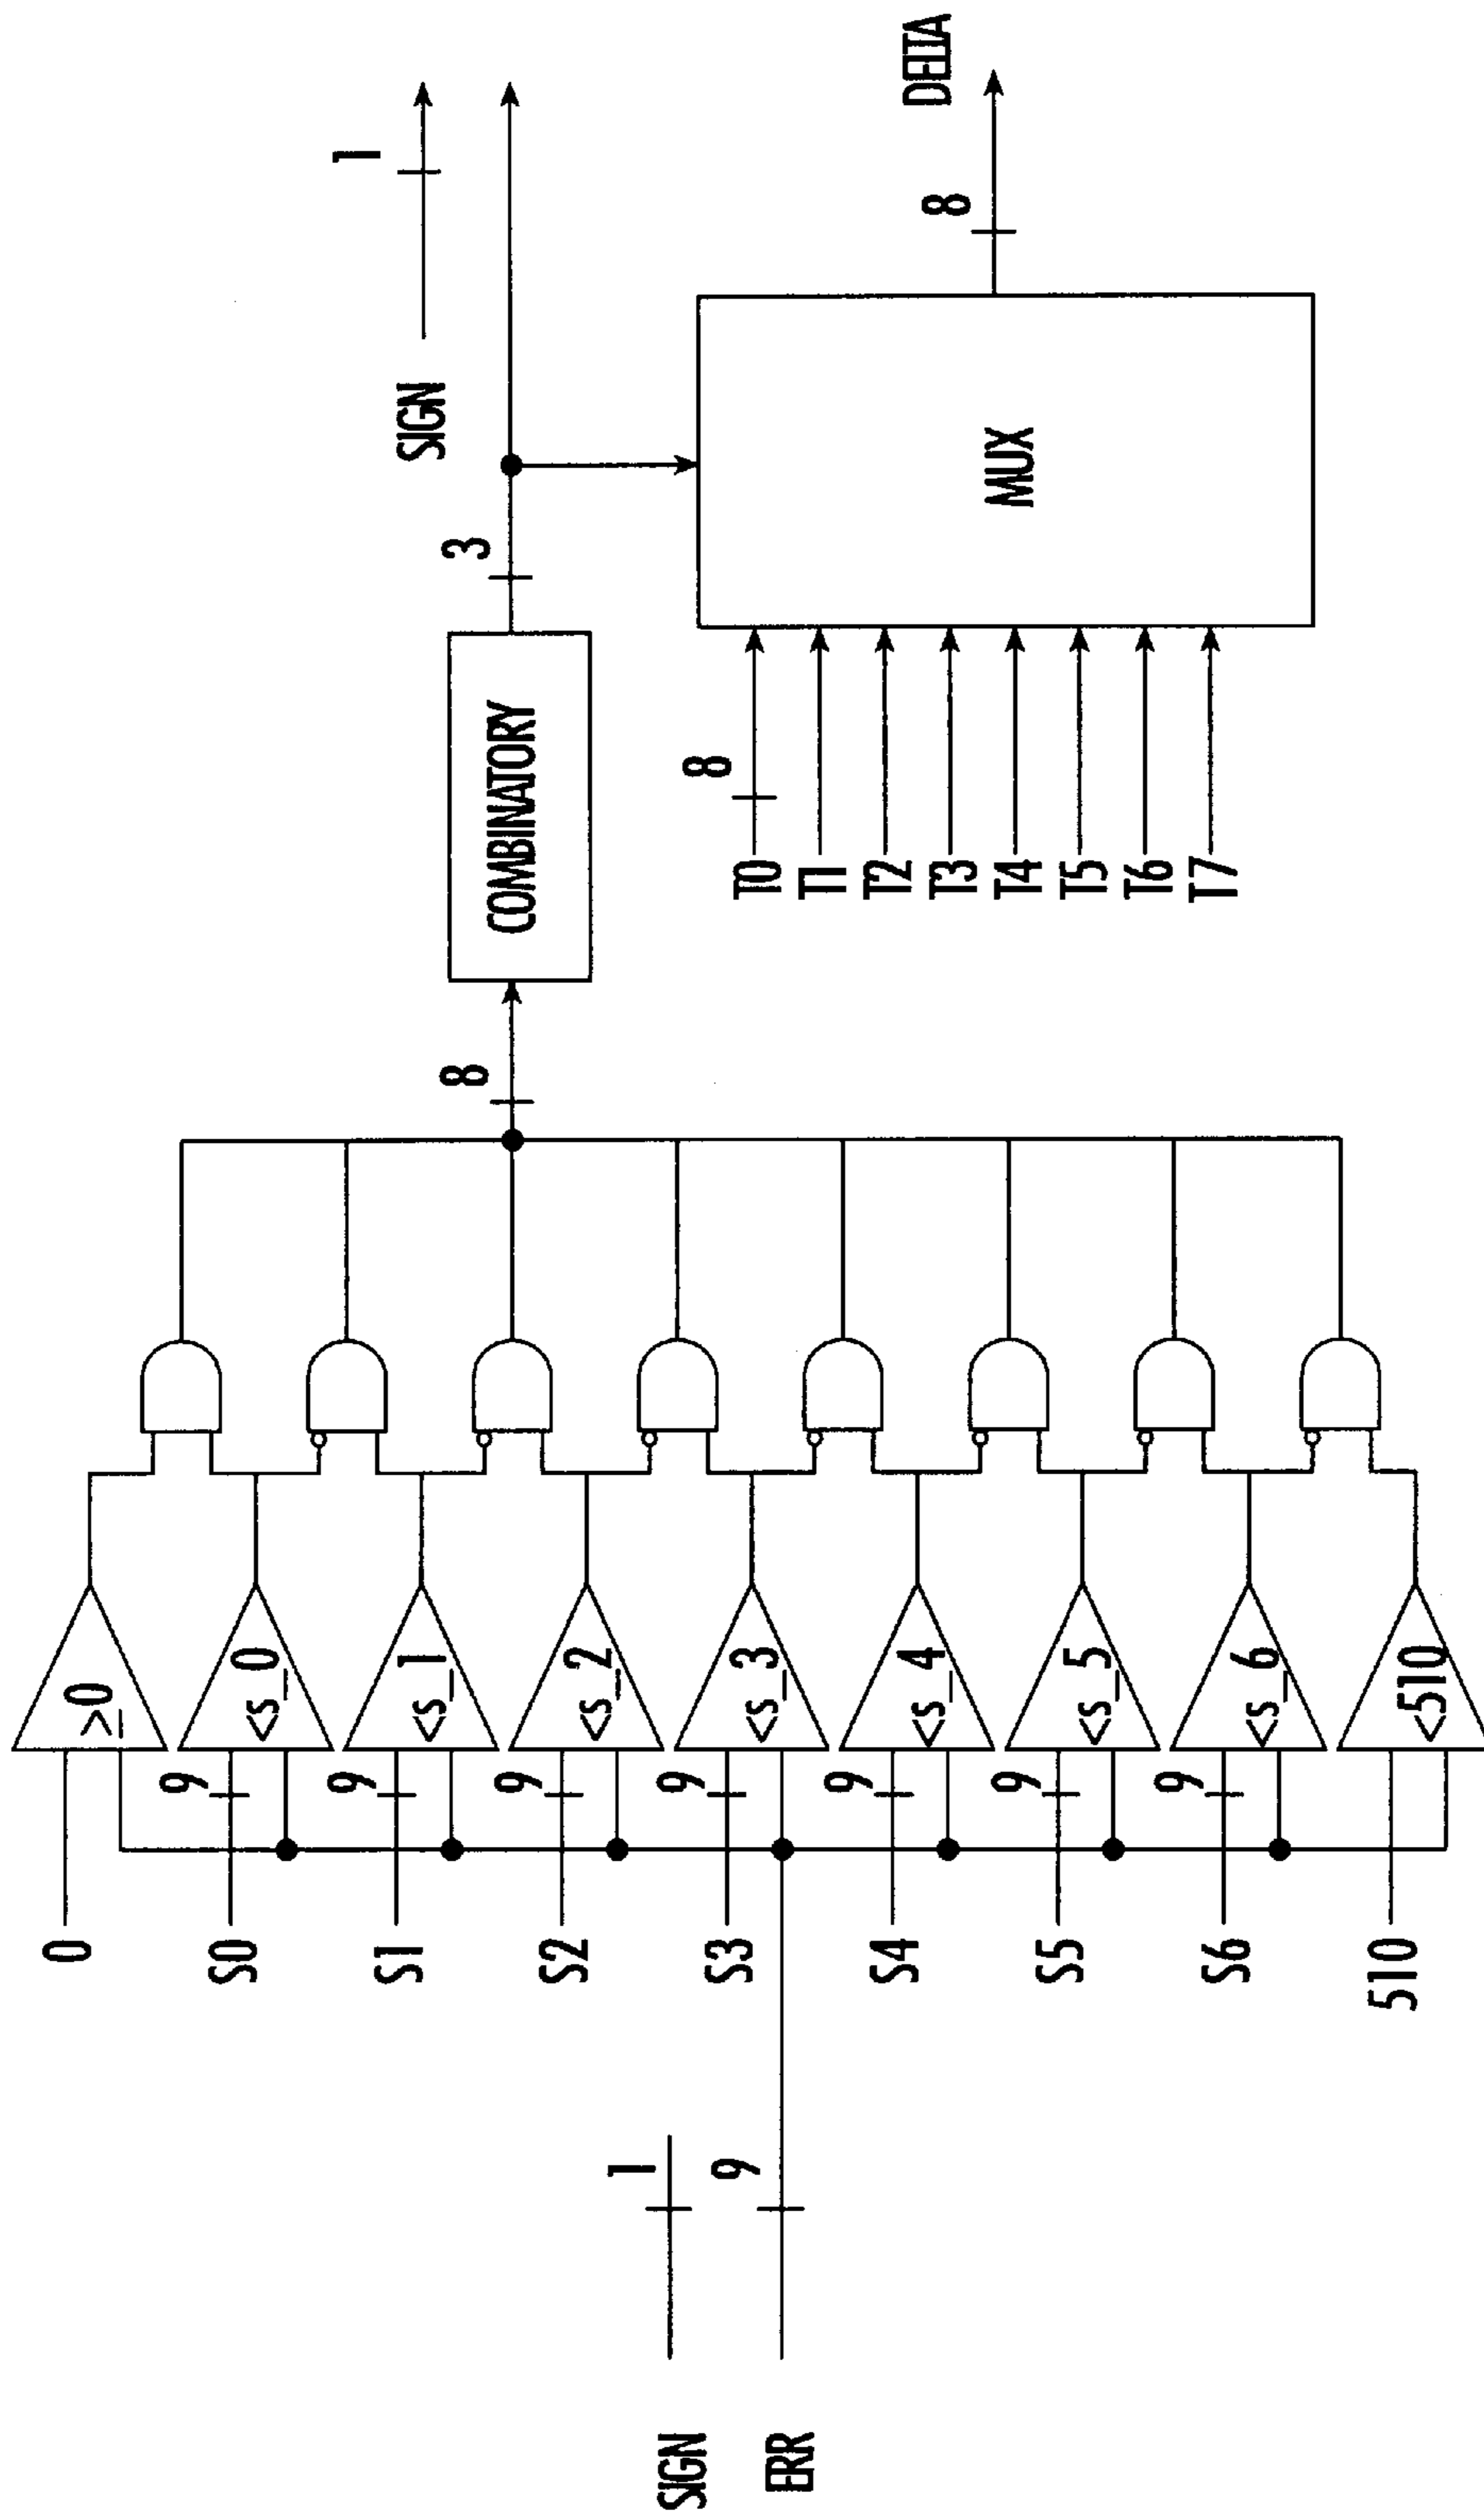 SIGN
1
ERR
9
0
S0
9
S1
9
S2
9
S3
9
S4
9
S5
9
S6
9
510
>0_
<s_0
<s_1
<s_2
<s_3
<s_4
<s_5
<s_6
<510
8
COMBINATORY
3
SIGN
1
T0
8
T1
T2
T3
T4
T5
T6
T7
MUX
8
DELTA